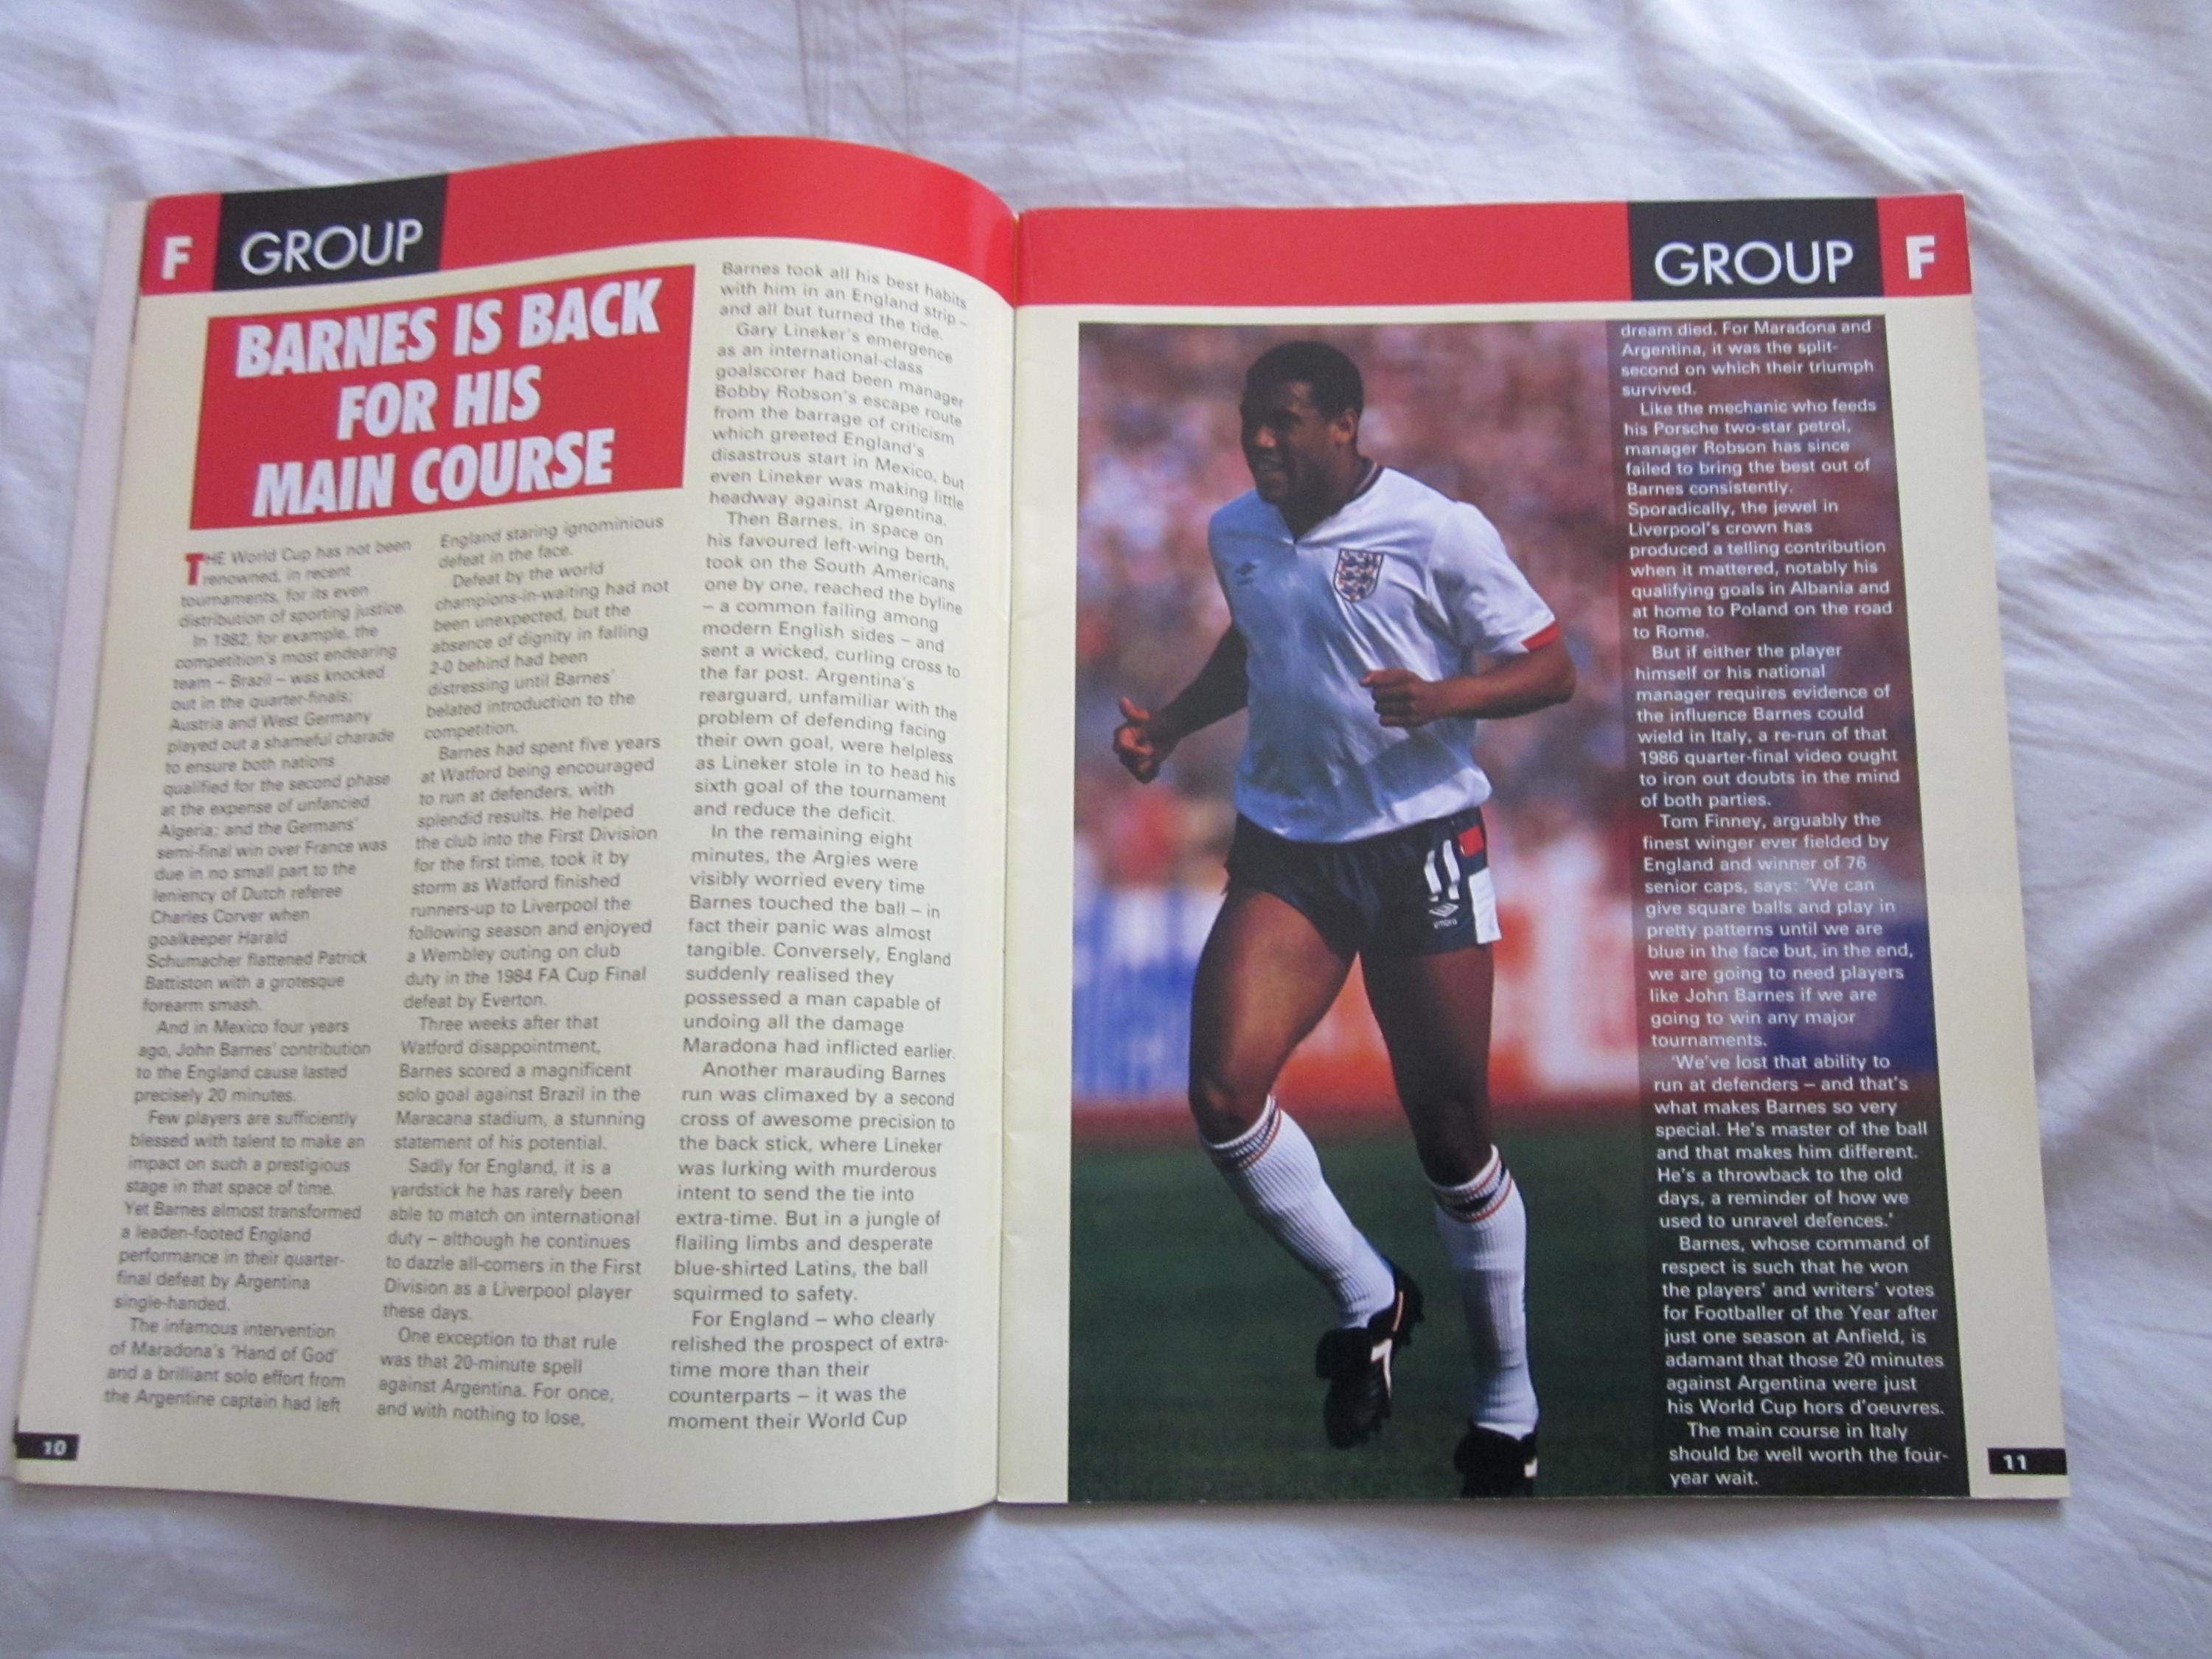 F GROUP
BARNES IS BACK
FOR HIS
MAIN COURSE
THE World Cup has not been
renowned, in recent
tournaments, for its even
distribution of sporting justice.
In 1982, for example, the
competition's most endearing
team – Brazil – was knocked
out in the quarter-finals;
Austria and West Germany
played out a shameful charade
to ensure both nations
qualified for the second phase
at the expense of unfancied
Algeria; and the Germans'
semi-final win over France was
due in no small part to the
leniency of Dutch referee
Charles Corver when
goalkeeper Harald
Schumacher flattened Patrick
Battiston with a grotesque
forearm smash.
And in Mexico four years
ago, John Barnes' contribution
to the England cause lasted
precisely 20 minutes.
Few players are sufficiently
blessed with talent to make an
impact on such a prestigious
stage in that space of time.
Yet Barnes almost transformed
a leaden-footed England
performance in their quarter-
final defeat by Argentina
single-handed.
The infamous intervention
of Maradona's 'Hand of God'
and a brilliant solo effort from
the Argentine captain had left
England staring ignominious
defeat in the face.
Defeat by the world
champions-in-waiting had not
been unexpected, but the
absence of dignity in falling
2-0 behind had been
distressing until Barnes'
belated introduction to the
competition.
Barnes had spent five years
at Watford being encouraged
to run at defenders, with
splendid results. He helped
the club into the First Division
for the first time, took it by
storm as Watford finished
runners-up to Liverpool the
following season and enjoyed
a Wembley outing on club
duty in the 1984 FA Cup Final
defeat by Everton.
Three weeks after that
Watford disappointment,
Barnes scored a magnificent
solo goal against Brazil in the
Maracana stadium, a stunning
statement of his potential.
Sadly for England, it is a
yardstick he has rarely been
able to match on international
duty – although he continues
to dazzle all-comers in the First
Division as a Liverpool player
these days.
One exception to that rule
was that 20-minute spell
against Argentina. For once,
and with nothing to lose,
Barnes took all his best habits
with him in an England strip –
and all but turned the tide.
Gary Lineker's emergence
as an international-class
goalscorer had been manager
Bobby Robson's escape route
from the barrage of criticism
which greeted England's
disastrous start in Mexico, but
even Lineker was making little
headway against Argentina.
Then Barnes, in space on
his favoured left-wing berth,
took on the South Americans
one by one, reached the byline
– a common failing among
modern English sides – and
sent a wicked, curling cross to
the far post. Argentina's
rearguard, unfamiliar with the
problem of defending facing
their own goal, were helpless
as Lineker stole in to head his
sixth goal of the tournament
and reduce the deficit.
In the remaining eight
minutes, the Argies were
visibly worried every time
Barnes touched the ball – in
fact their panic was almost
tangible. Conversely, England
suddenly realised they
possessed a man capable of
undoing all the damage
Maradona had inflicted earlier.
Another marauding Barnes
run was climaxed by a second
cross of awesome precision to
the back stick, where Lineker
was lurking with murderous
intent to send the tie into
extra-time. But in a jungle of
flailing limbs and desperate
blue-shirted Latins, the ball
squirmed to safety.
For England – who clearly
relished the prospect of extra-
time more than their
counterparts – it was the
moment their World Cup
10
GROUP F
dream died. For Maradona and
Argentina, it was the split-
second on which their triumph
survived.
Like the mechanic who feeds
his Porsche two-star petrol,
manager Robson has since
failed to bring the best out of
Barnes consistently.
Sporadically, the jewel in
Liverpool's crown has
produced a telling contribution
when it mattered, notably his
qualifying goals in Albania and
at home to Poland on the road
to Rome.
But if either the player
himself or his national
manager requires evidence of
the influence Barnes could
wield in Italy, a re-run of that
1986 quarter-final video ought
to iron out doubts in the mind
of both parties.
Tom Finney, arguably the
finest winger ever fielded by
England and winner of 76
senior caps, says: 'We can
give square balls and play in
pretty patterns until we are
blue in the face but, in the end,
we are going to need players
like John Barnes if we are
going to win any major
tournaments.
'We've lost that ability to
run at defenders – and that's
what makes Barnes so very
special. He's master of the ball
and that makes him different.
He's a throwback to the old
days, a reminder of how we
used to unravel defences.'
Barnes, whose command of
respect is such that he won
the players' and writers' votes
for Footballer of the Year after
just one season at Anfield, is
adamant that those 20 minutes
against Argentina were just
his World Cup hors d'oeuvres.
The main course in Italy
should be well worth the four-
year wait.
11
umbro
11